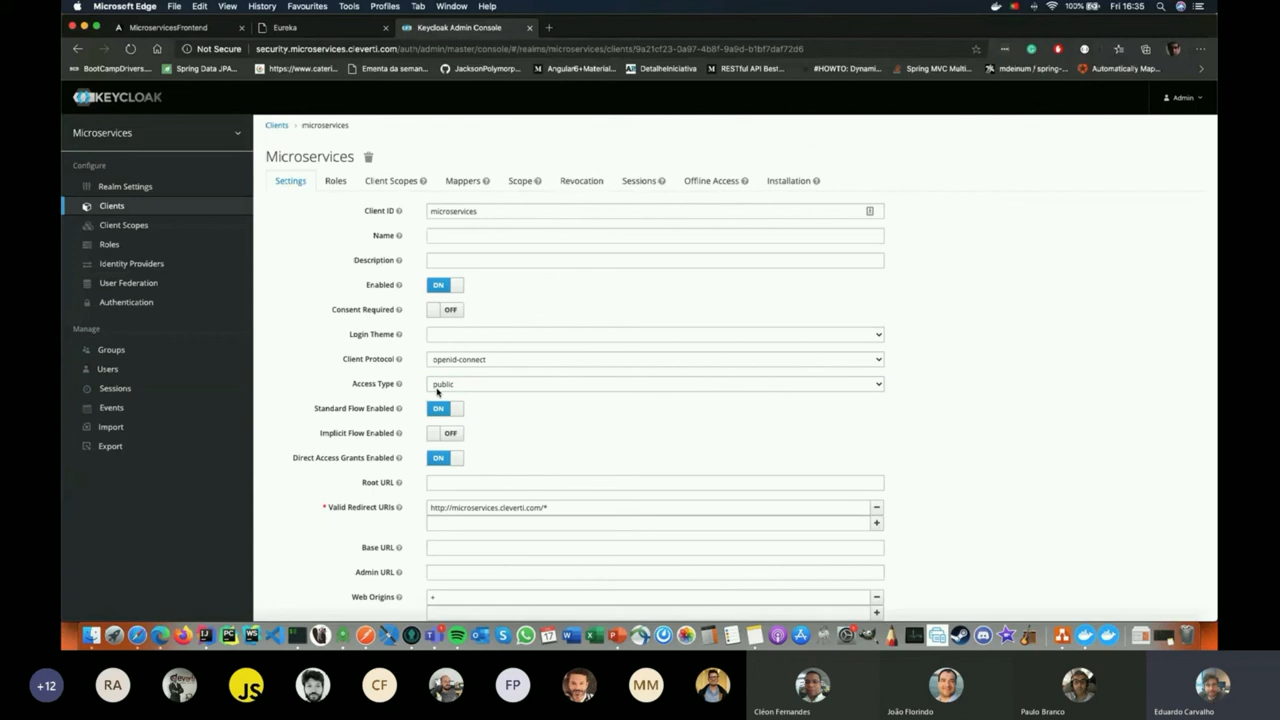 Microsoft Edge File Edit View History Favourites Tools Profiles Tab Window Help 100% Fri 16:35
MicroservicesFrontend Eureka Keycloak Admin Console
Not Secure security.microservices.cleverti.com/auth/admin/master/console/#/realms/microservices/clients/9a21cf23-0a97-4b8f-9a9d-b1bf7daf72d6
BootCampDrivers.... Spring Data JPA... https://www.cateri... Ementa da seman... JacksonPolymorp... Angular6+Material... DetalheIniciativa RESTful API Best... #HOWTO: Dynami... Spring MVC Multi... mdeinum / spring-... Automatically Map...
KEYCLOAK
Admin
Microservices
Configure
Realm Settings
Clients
Client Scopes
Roles
Identity Providers
User Federation
Authentication
Manage
Groups
Users
Sessions
Events
Import
Export
Clients > microservices
Microservices
Settings Roles Client Scopes Mappers Scope Revocation Sessions Offline Access Installation
Client ID microservices
Name
Description
Enabled ON
Consent Required OFF
Login Theme
Client Protocol openid-connect
Access Type public
Standard Flow Enabled ON
Implicit Flow Enabled OFF
Direct Access Grants Enabled ON
Root URL
* Valid Redirect URIs http://microservices.cleverti.com/*
Base URL
Admin URL
Web Origins +
+12 RA JS CF FP MM
Cléon Fernandes João Florindo Paulo Branco Eduardo Carvalho